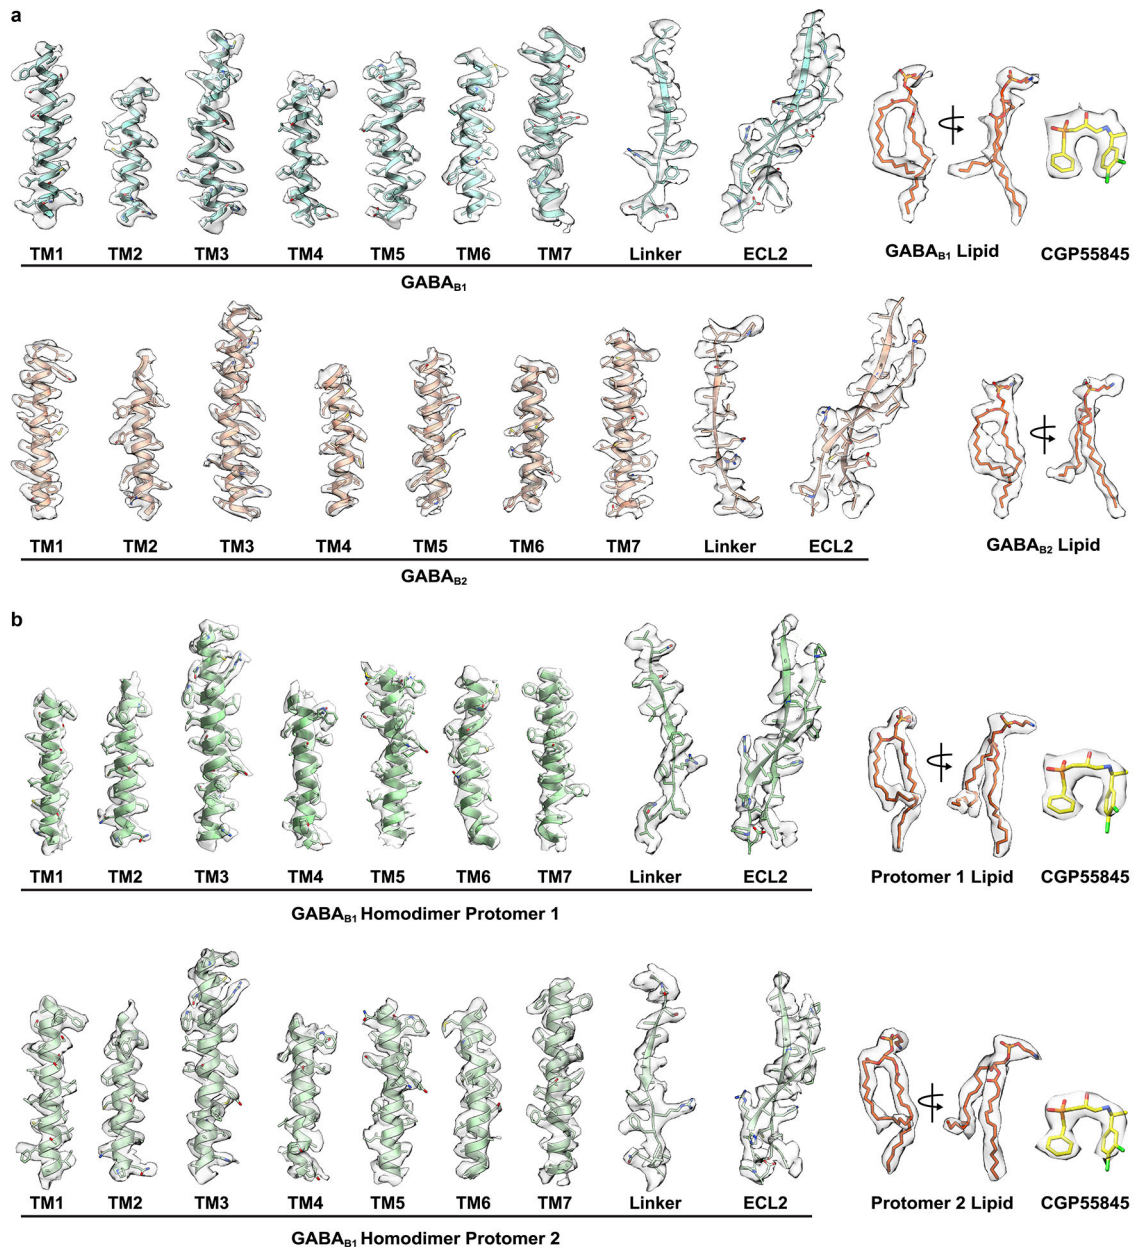 a
TM1 TM2 TM3 TM4 TM5 TM6 TM7 Linker ECL2 GABAB1 Lipid CGP55845
GABAB1
TM1 TM2 TM3 TM4 TM5 TM6 TM7 Linker ECL2 GABAB2 Lipid
GABAB2
b
TM1 TM2 TM3 TM4 TM5 TM6 TM7 Linker ECL2 Protomer 1 Lipid CGP55845
GABAB1 Homodimer Protomer 1
TM1 TM2 TM3 TM4 TM5 TM6 TM7 Linker ECL2 Protomer 2 Lipid CGP55845
GABAB1 Homodimer Protomer 2